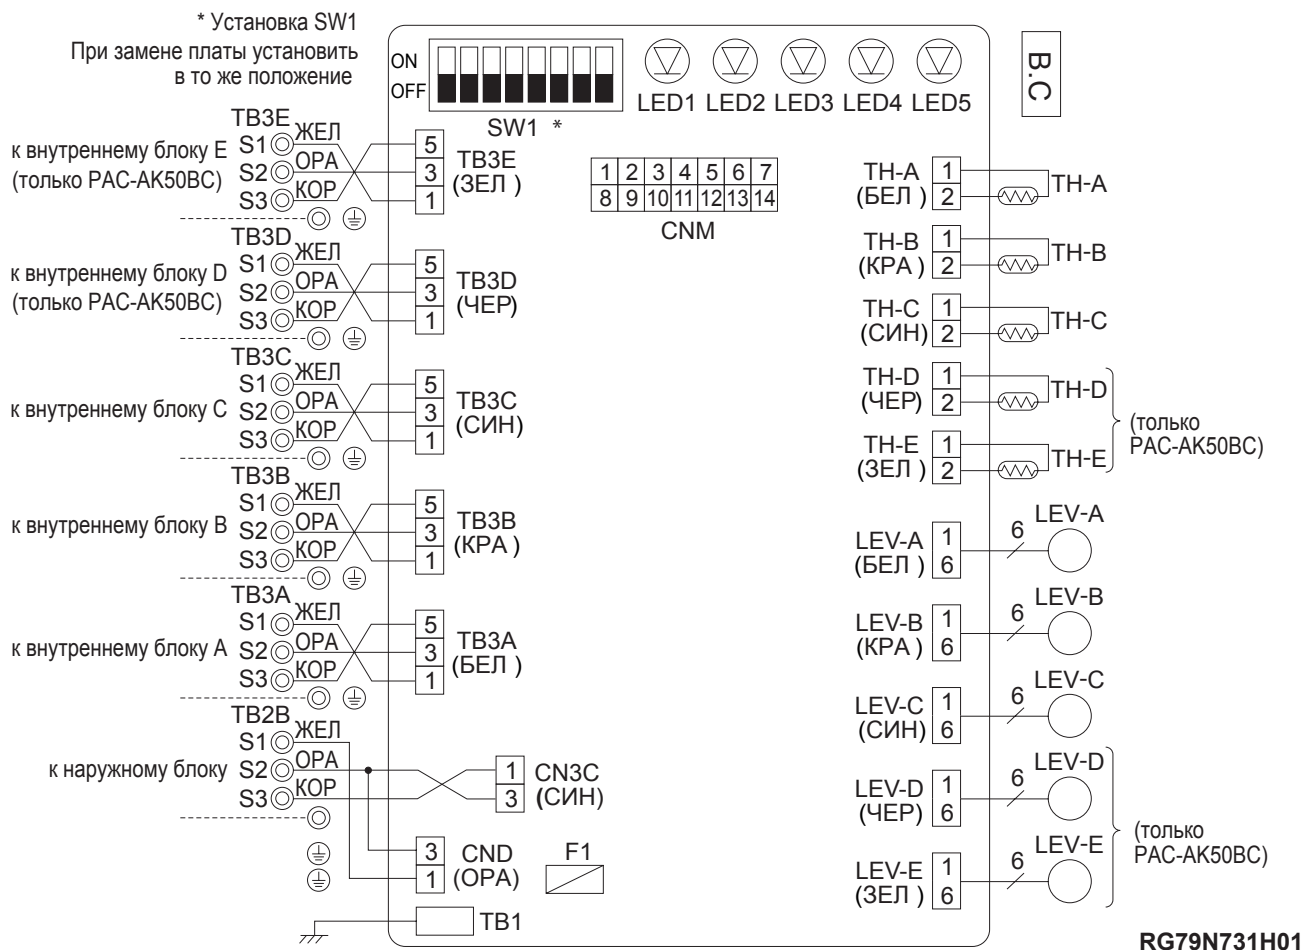 * Установка SW1
При замене платы установить
в то же положение
ON
OFF
SW1 *
LED1 LED2 LED3 LED4 LED5
B.C
1 2 3 4 5 6 7
8 9 10 11 12 13 14
CNM
к внутреннему блоку E
(только PAC-AK50BC)
TB3E
S1 ЖЕЛ
S2 ОРА
S3 КОР
5
3
1
TB3E
(ЗЕЛ )
к внутреннему блоку D
(только PAC-AK50BC)
TB3D
S1 ЖЕЛ
S2 ОРА
S3 КОР
5
3
1
TB3D
(ЧЕР)
к внутреннему блоку C
TB3C
S1 ЖЕЛ
S2 ОРА
S3 КОР
5
3
1
TB3C
(СИН)
к внутреннему блоку B
TB3B
S1 ЖЕЛ
S2 ОРА
S3 КОР
5
3
1
TB3B
(КРА )
к внутреннему блоку A
TB3A
S1 ЖЕЛ
S2 ОРА
S3 КОР
5
3
1
TB3A
(БЕЛ )
к наружному блоку
TB2B
S1 ЖЕЛ
S2 ОРА
S3 КОР
1
3
CN3C
(СИН)
3
1
CND
(ОРА)
F1
TB1
TH-A
(БЕЛ )
1
2
TH-A
TH-B
(КРА )
1
2
TH-B
TH-C
(СИН)
1
2
TH-C
TH-D
(ЧЕР)
1
2
TH-D
TH-E
(ЗЕЛ )
1
2
TH-E
(только
PAC-AK50BC)
LEV-A
(БЕЛ )
1
6
6
LEV-A
LEV-B
(КРА )
1
6
6
LEV-B
LEV-C
(СИН)
1
6
6
LEV-C
LEV-D
(ЧЕР)
1
6
6
LEV-D
LEV-E
(ЗЕЛ )
1
6
6
LEV-E
(только
PAC-AK50BC)
RG79N731H01